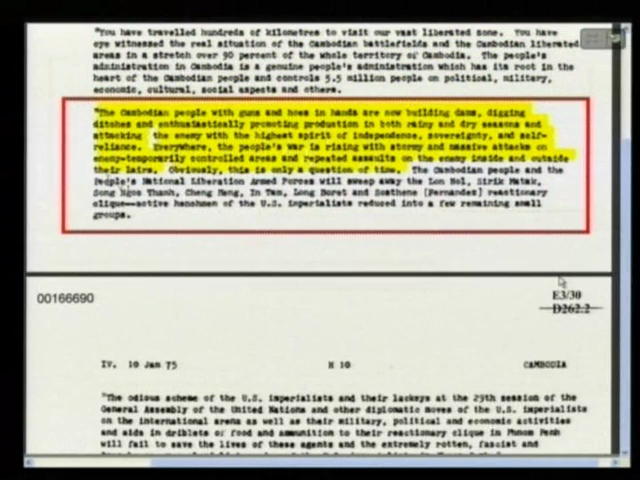 "You have travelled hundreds of kilometres to visit our vast liberated zone.  You have
eye witnessed the real situation of the Cambodian battlefields and the Cambodian liberated
areas in a stretch over 90 percent of the whole territory of Cambodia.  The people's
administration in Cambodia is a genuine people's administration which has its root in the
heart of the Cambodian people and controls 5.5 million people on political, military,
economic, cultural, social aspects and others.
"The Cambodian people with guns and hoes in hands are now building dams, digging
ditches and enthusiastically promoting production in both rainy and dry seasons and
attacking the enemy with the highest spirit of independence, sovereignty, and self-
reliance.  Everywhere, the people's war is rising with stormy and massive attacks on
enemy-temporarily controlled areas and repeated assaults on the enemy inside and outside
their lairs.  Obviously, this is only a question of time.  The Cambodian people and the
People's National Liberation Armed Forces will sweep away the Lon Nol, Sirik Matak,
Song Ngoc Thanh, Cheng Heng, In Tam, Long Boret and Sosthene [Fernandez] reactionary
clique--active henchmen of the U.S. imperialists reduced into a few remaining small
groups.
00166690
E3/30
D262.2
IV.  10 Jan 75
H 10
CAMBODIA
"The odious scheme of the U.S. imperialists and their lackeys at the 29th session of the
General Assembly of the United Nations and other diplomatic moves of the U.S. imperialists
on the international arena as well as their military, political and economic activities
and aids in driblets of food and ammunition to their reactionary clique in Phnom Penh
will fail to save the lives of these agents and the extremely rotten, fascist and